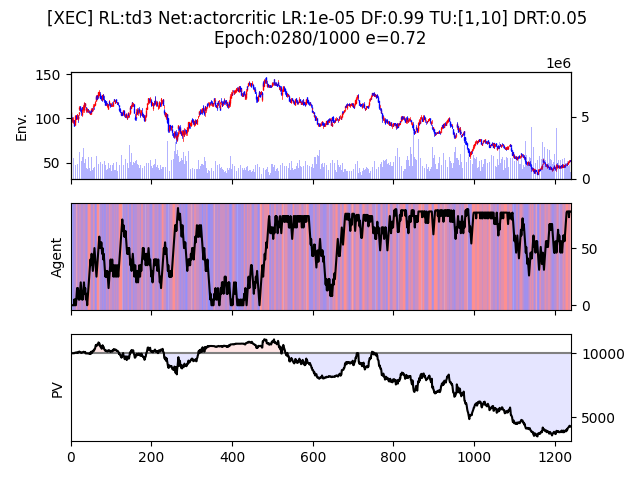 [XEC] RL:td3 Net:actorcritic LR:1e-05 DF:0.99 TU:[1,10] DRT:0.05
Epoch:0280/1000 e=0.72
1e6
150
100
50
Env.
5
0
Agent
50
0
PV
10000
5000
0 200 400 600 800 1000 1200